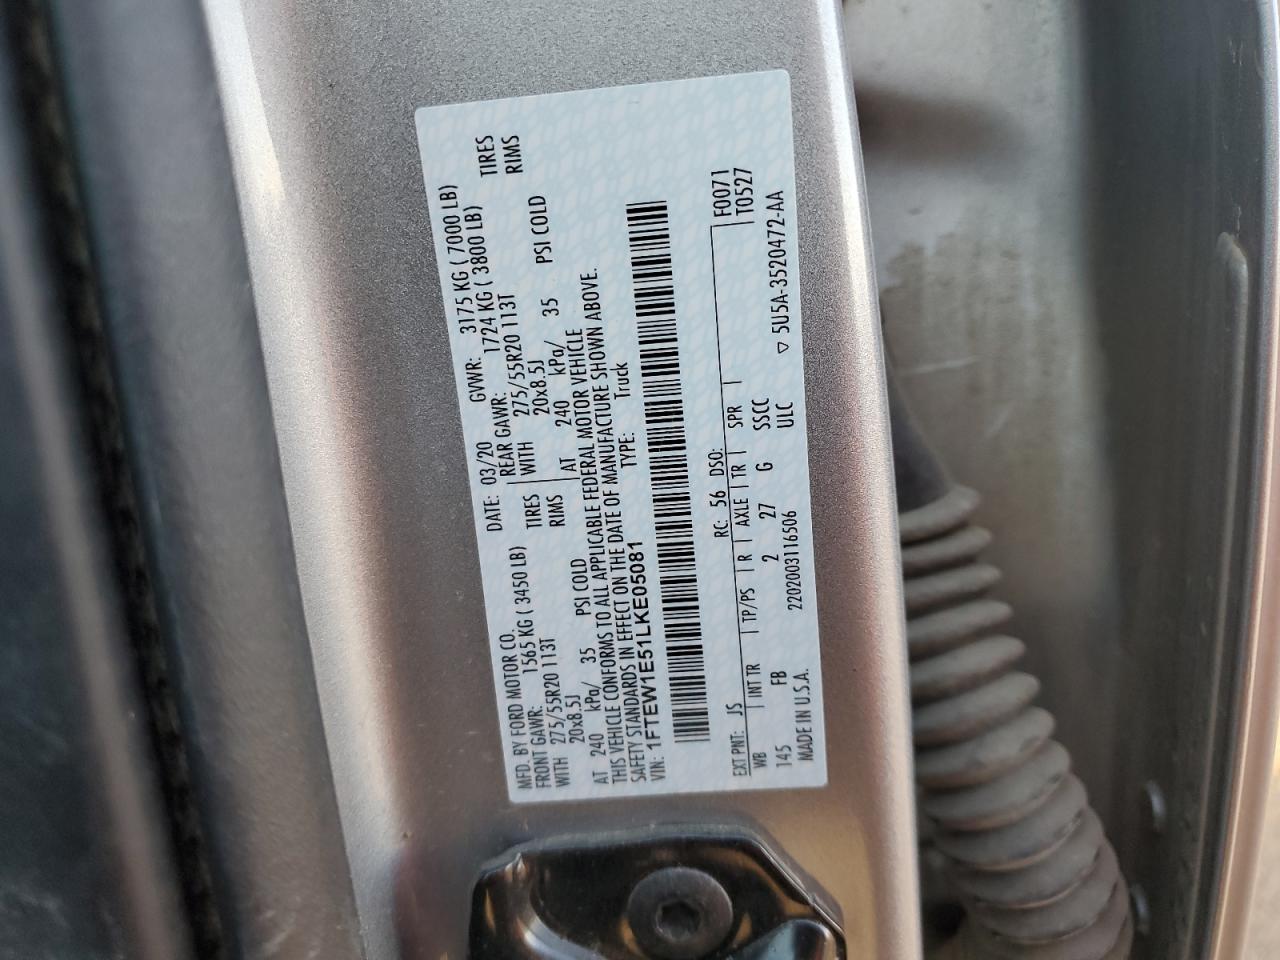 MFD. BY FORD MOTOR CO.
DATE: 03/20 GVWR: 3175 KG ( 7000 LB)
FRONT GAWR: 1565 KG ( 3450 LB) REAR GAWR: 1724 KG ( 3800 LB)
WITH 275/55R20 113T TIRES WITH 275/55R20 113T TIRES
20x8.5J RIMS 20x8.5J RIMS
AT 240 kPa/ 35 PSI COLD AT 240 kPa/ 35 PSI COLD
THIS VEHICLE CONFORMS TO ALL APPLICABLE FEDERAL MOTOR VEHICLE
SAFETY STANDARDS IN EFFECT ON THE DATE OF MANUFACTURE SHOWN ABOVE.
VIN: 1FTEW1E51LKE05081 TYPE: Truck
F0071
T0527
EXT PNT: JS RC: 56 DSO:
WB INT TR TP/PS R AXLE TR SPR
145 FB 2 27 G SSCC
MADE IN U.S.A. 2202003116506 ULC ▽ 5U5A-3520472-AA